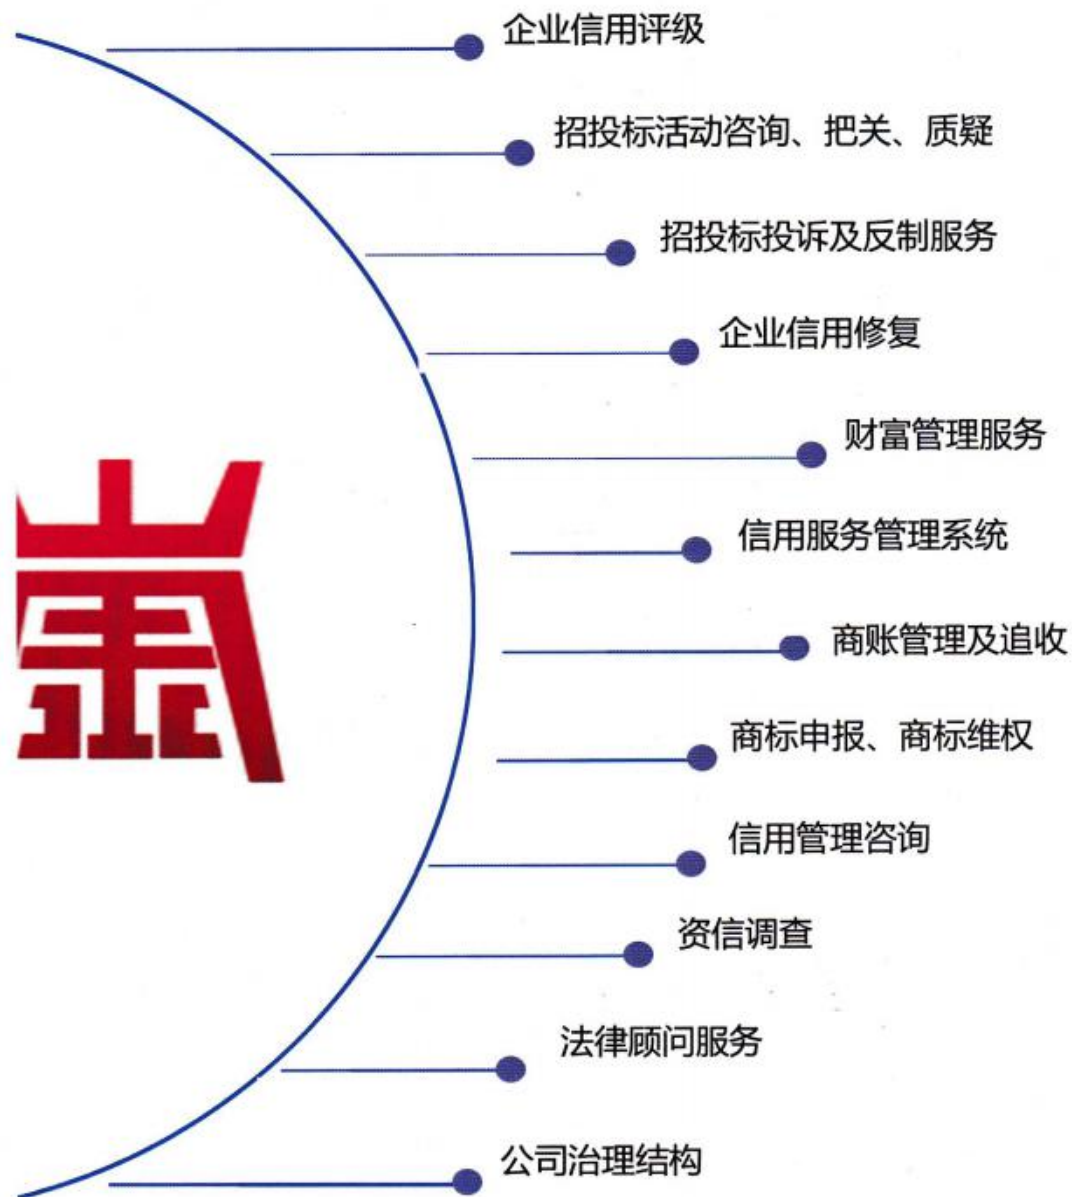 企业信用评级
招投标活动咨询、把关、质疑
招投标投诉及反制服务
企业信用修复
财富管理服务
信用服务管理系统
商账管理及追收
商标申报、商标维权
信用管理咨询
资信调查
法律顾问服务
公司治理结构